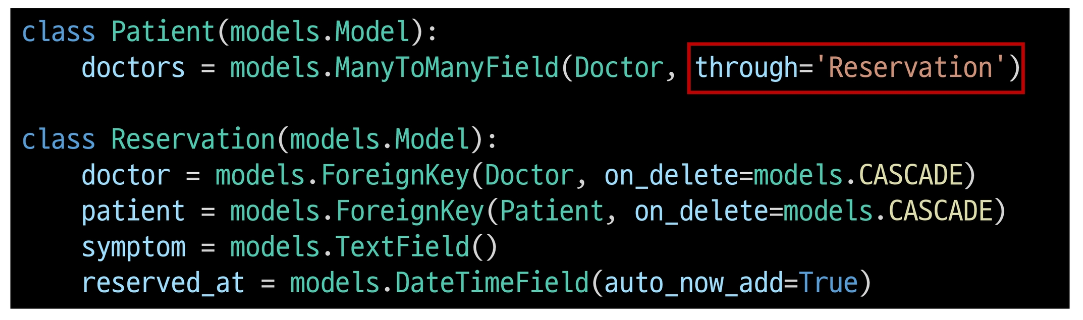 class Patient(models.Model):
    doctors = models.ManyToManyField(Doctor, through='Reservation')

class Reservation(models.Model):
    doctor = models.ForeignKey(Doctor, on_delete=models.CASCADE)
    patient = models.ForeignKey(Patient, on_delete=models.CASCADE)
    symptom = models.TextField()
    reserved_at = models.DateTimeField(auto_now_add=True)